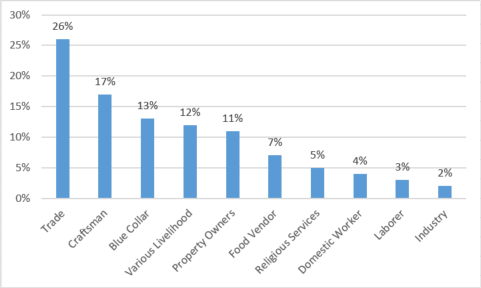 30%
25%
20%
15%
10%
5%
0%
26%
17%
13%
12%
11%
7%
5%
4%
3%
2%
Trade
Craftsman
Blue Collar
Various Livelihood
Property Owners
Food Vendor
Religious Services
Domestic Worker
Laborer
Industry